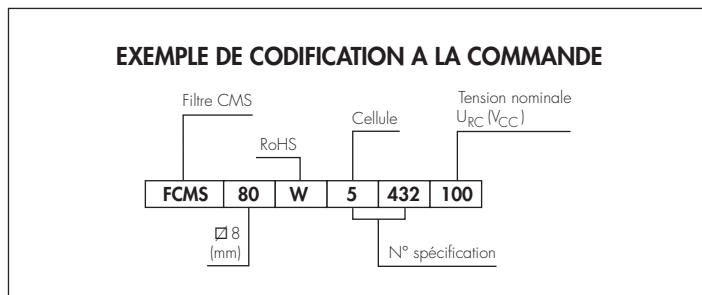 EXEMPLE DE CODIFICATION A LA COMMANDE
Filtre CMS
Tension nominale
Cellule
URC (VCC)
RoHS
FCMS 80 W 5 432 100
8
(mm)
N° spécification